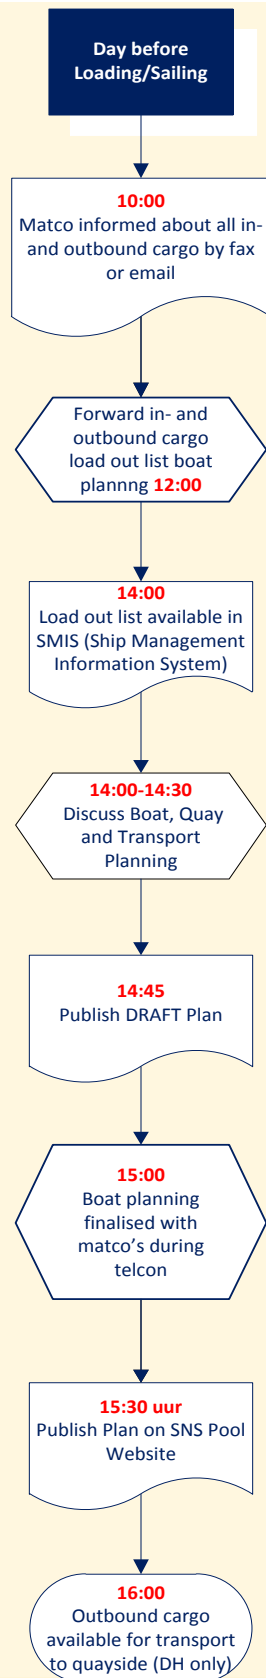 Day before
Loading/Sailing
10:00
Matco informed about all in-
and outbound cargo by fax
or email
Forward in- and
outbound cargo
load out list boat
plannng 12:00
14:00
Load out list available in
SMIS (Ship Management
Information System)
14:00-14:30
Discuss Boat, Quay
and Transport
Planning
14:45
Publish DRAFT Plan
15:00
Boat planning
finalised with
matco's during
telcon
15:30 uur
Publish Plan on SNS Pool
Website
16:00
Outbound cargo
available for transport
to quayside (DH only)